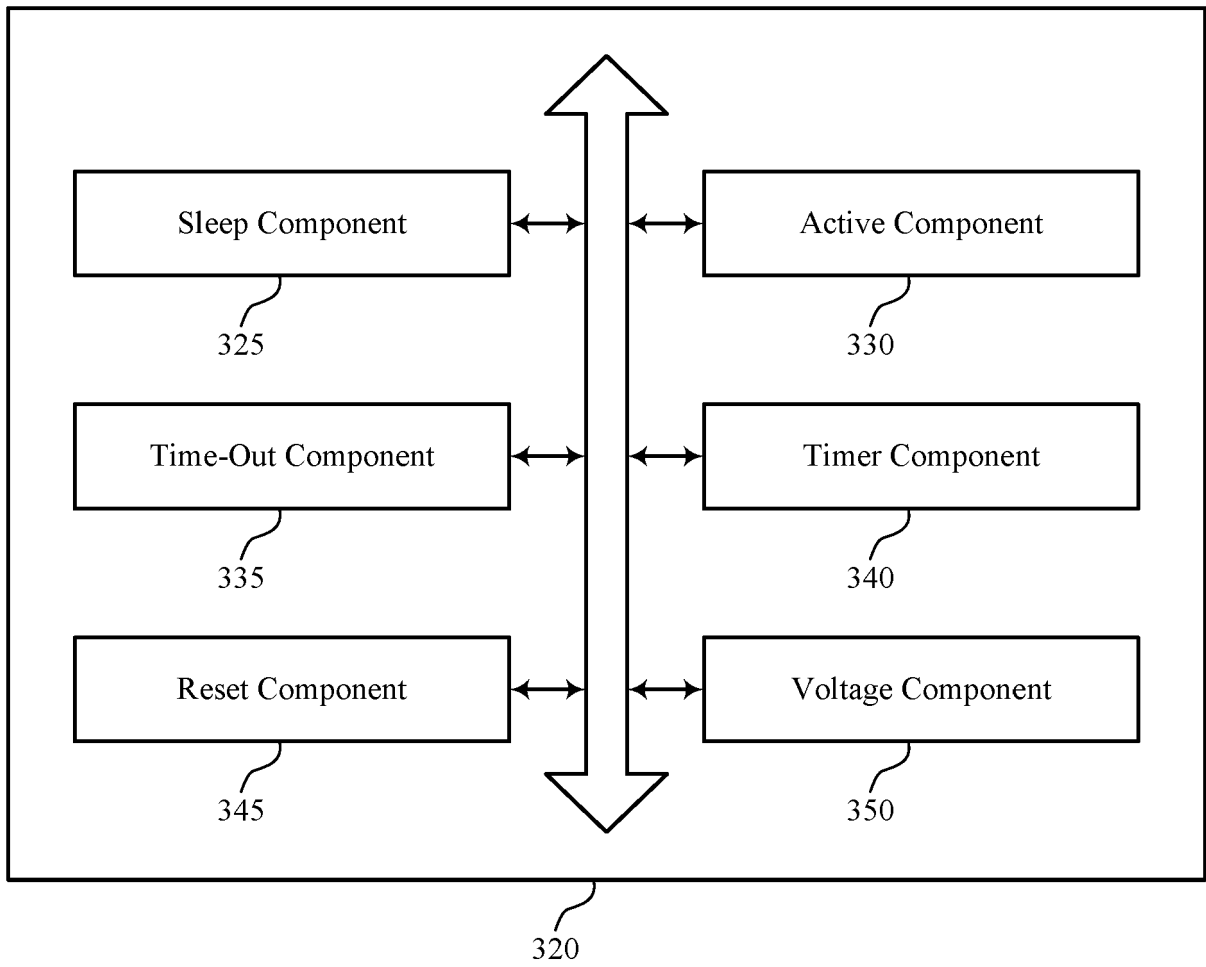 Sleep Component
Active Component
325
330
Time-Out Component
Timer Component
335
340
Reset Component
Voltage Component
345
350
320